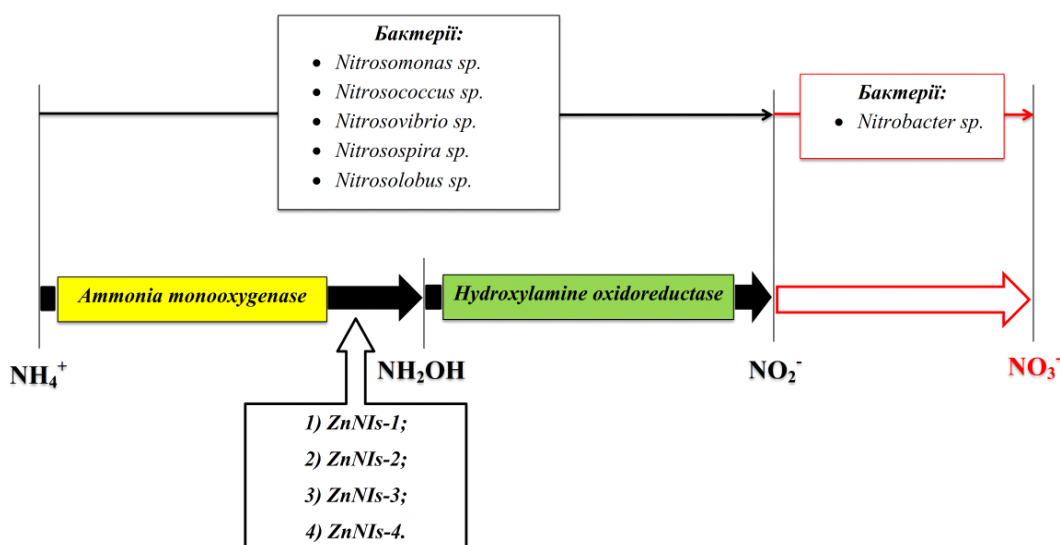 Бактерії:
• Nitrosomonas sp.
• Nitrosococcus sp.
• Nitrosovibrio sp.
• Nitrosospira sp.
• Nitrosolobus sp.
Бактерії:
• Nitrobacter sp.
Ammonia monooxygenase
Hydroxylamine oxidoreductase
NH₄⁺
NH₂OH
NO₂⁻
NO₃⁻
1) ZnNIs-1;
2) ZnNIs-2;
3) ZnNIs-3;
4) ZnNIs-4.